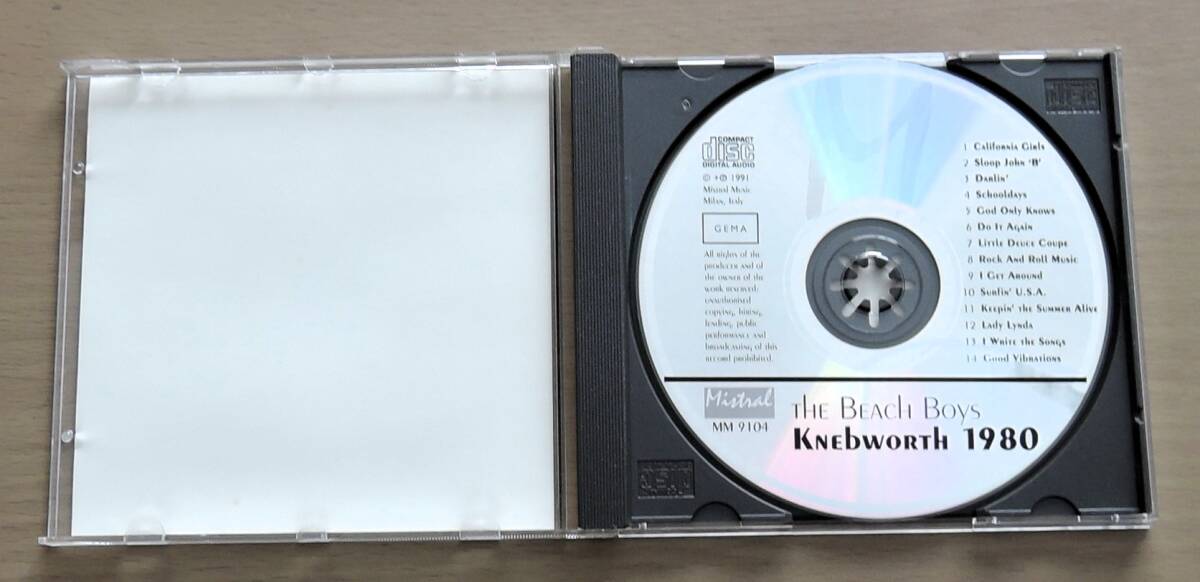 COMPACT
disc
DIGITAL AUDIO
© +℗ 1991
Mistral Music
Milan, Italy
GEMA
All rights of the
producer and of
the owner of the
work reserved.
unauthorised
copying, hiring,
lending, public
performance and
broadcasting of this
record prohibited.
1 California Girls
2 Sloop John 'B'
3 Darlin'
4 Schooldays
5 God Only Knows
6 Do It Again
7 Little Deuce Coupe
8 Rock And Roll Music
9 I Get Around
10 Surfin' U.S.A.
11 Keepin' the Summer Alive
12 Lady Lynda
13 I Write the Songs
14 Good Vibrations
Mistral
MM 9104
The Beach Boys
Knebworth 1980